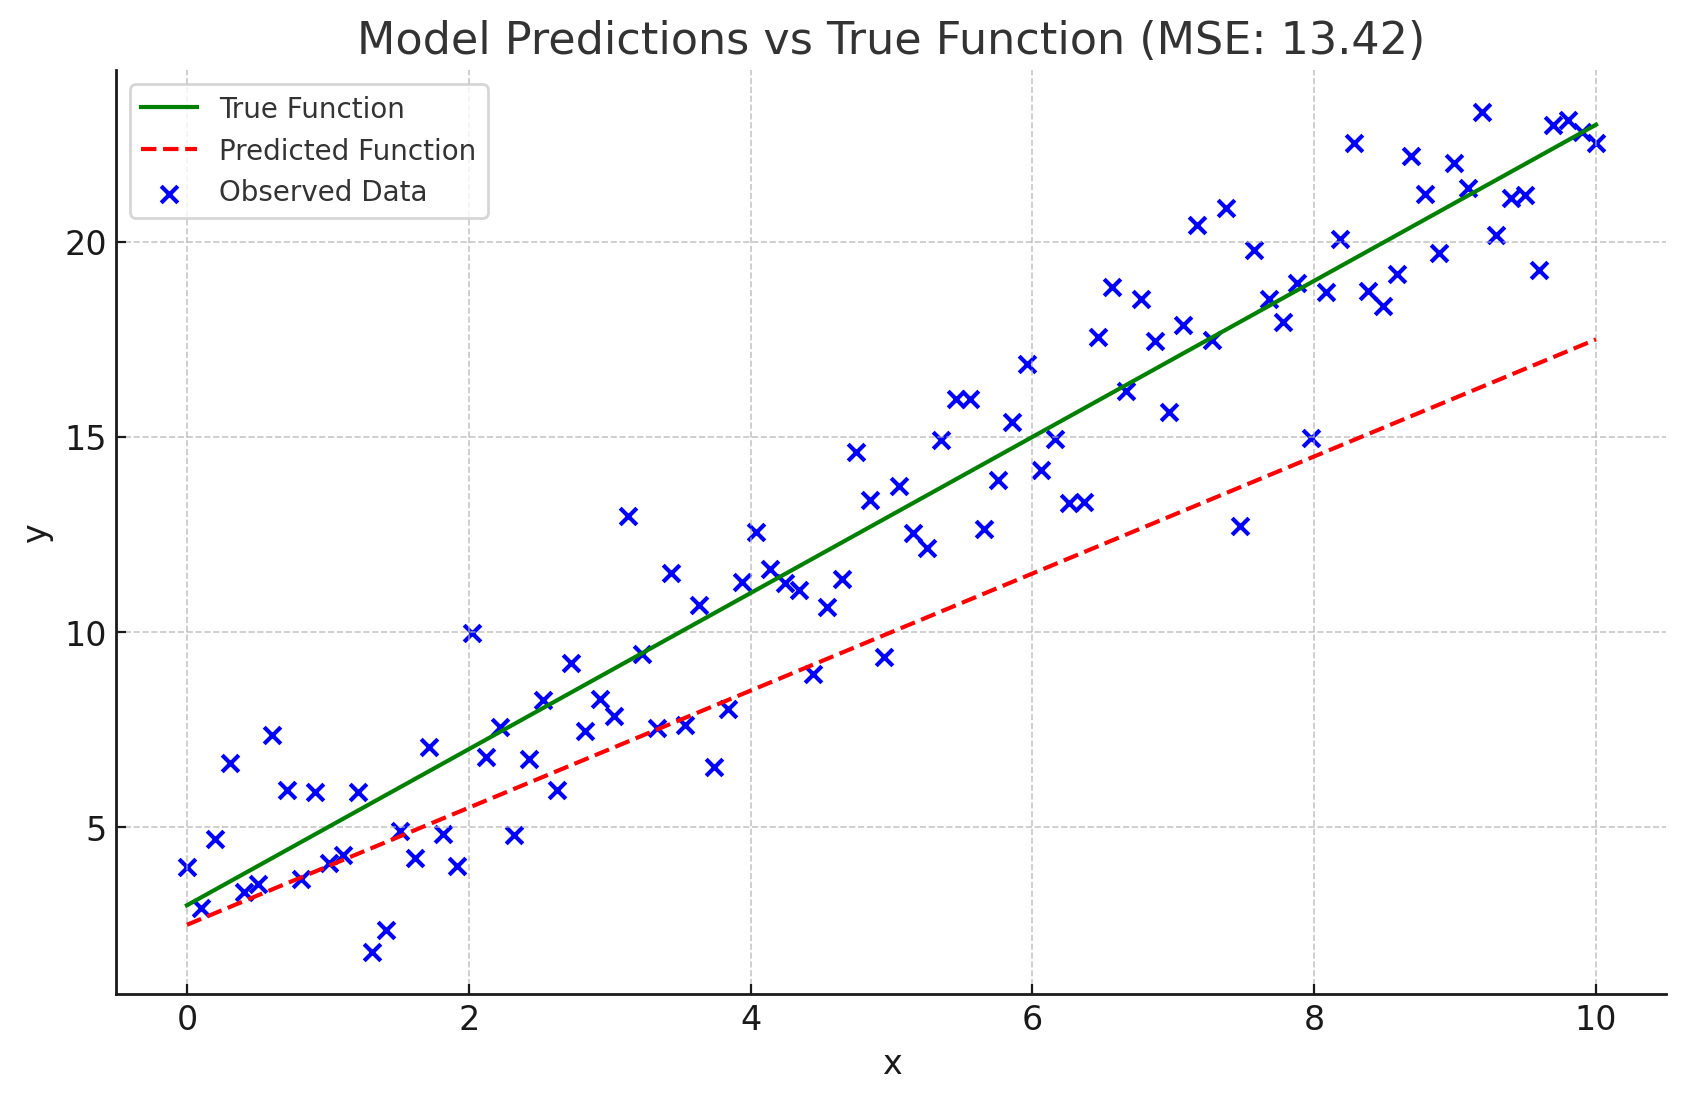 Model Predictions vs True Function (MSE: 13.42)
True Function
Predicted Function
Observed Data
20
15
10
5
y
0 2 4 6 8 10
x